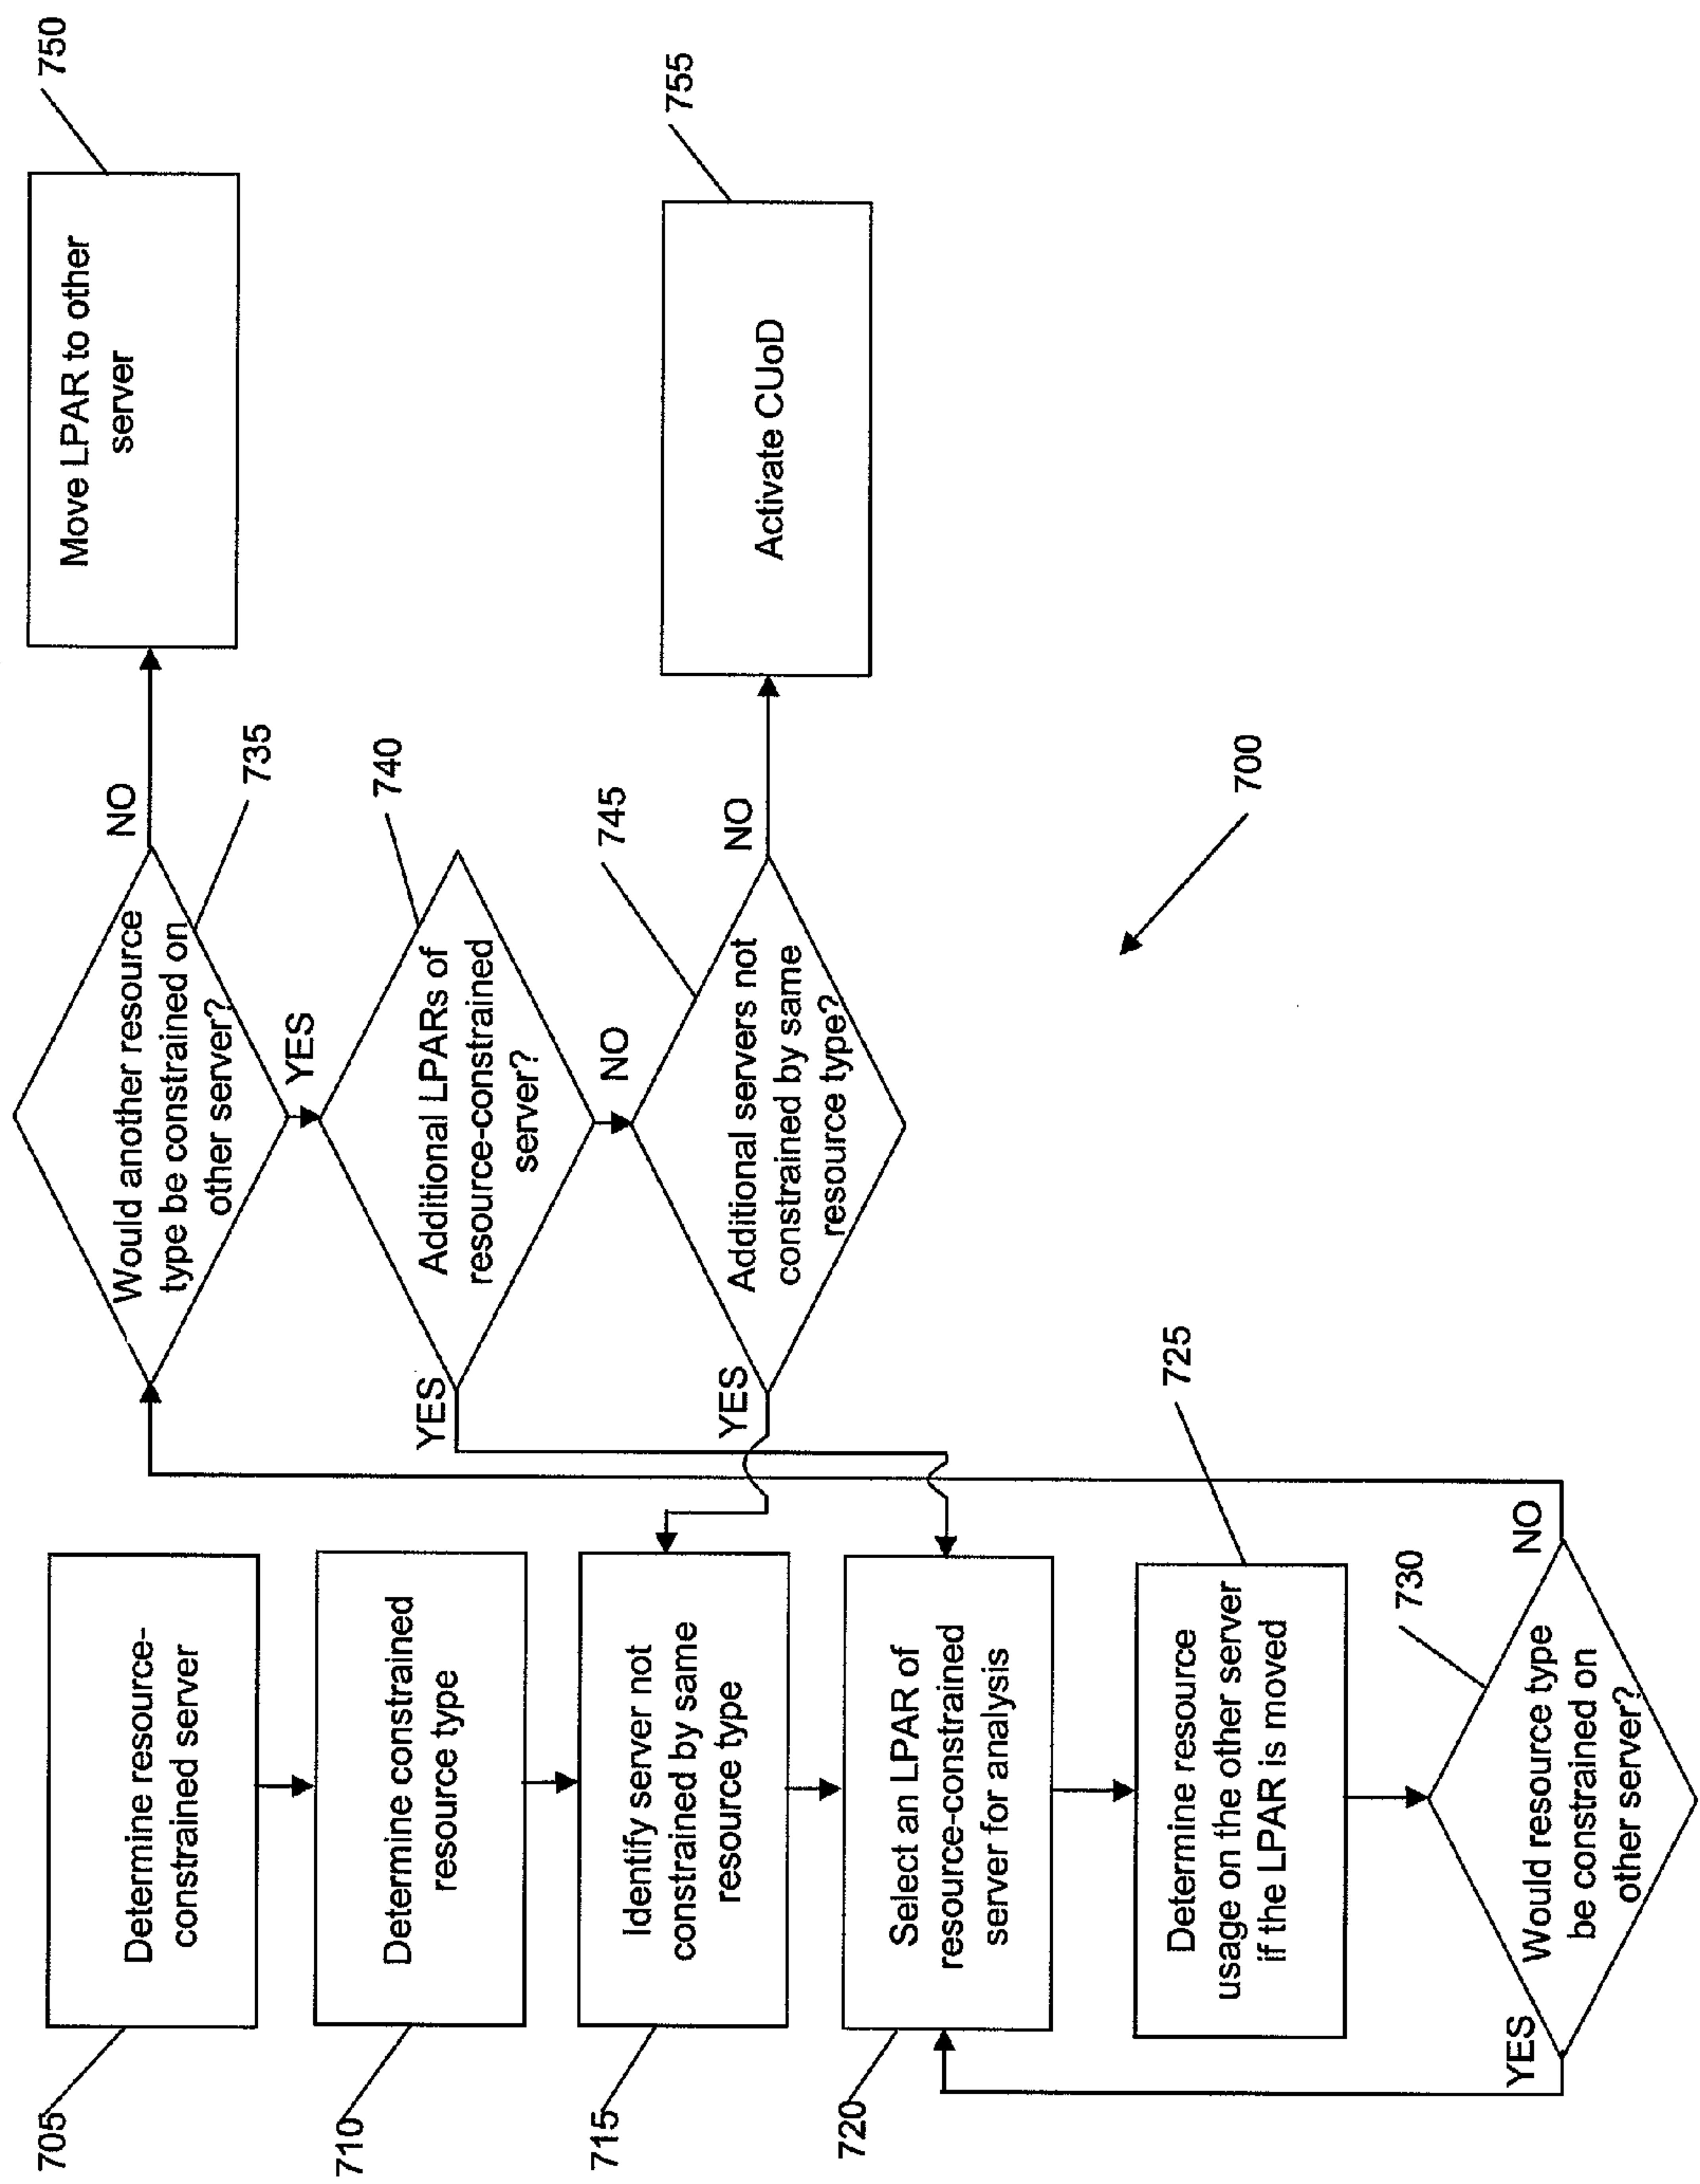 705
Determine resource-
constrained server
710
Determine constrained
resource type
715
Identify server not
constrained by same
resource type
720
Select an LPAR of
resource-constrained
server for analysis
725
Determine resource
usage on the other server
if the LPAR is moved
730
Would resource type
be constrained on
other server?
YES
NO
735
Would another resource
type be constrained on
other server?
NO
YES
740
Additional LPARs of
resource-constrained
server?
YES
NO
745
Additional servers not
constrained by same
resource type?
YES
NO
750
Move LPAR to other
server
755
Activate CUoD
700